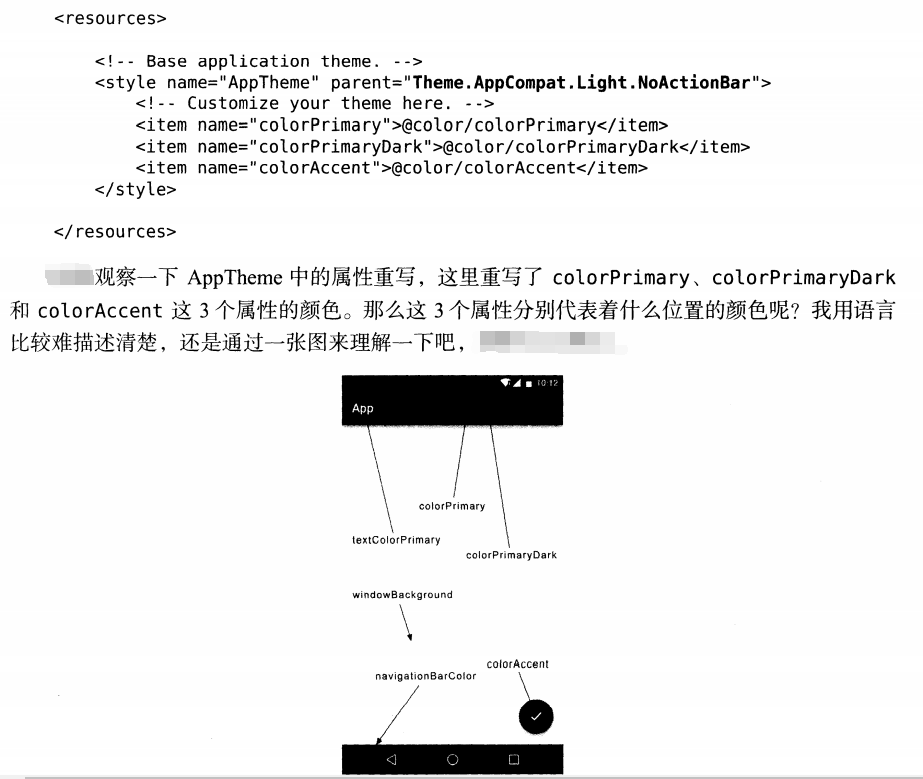 <resources>
<!-- Base application theme. -->
<style name="AppTheme" parent="Theme.AppCompat.Light.NoActionBar">
<!-- Customize your theme here. -->
<item name="colorPrimary">@color/colorPrimary</item>
<item name="colorPrimaryDark">@color/colorPrimaryDark</item>
<item name="colorAccent">@color/colorAccent</item>
</style>
</resources>
观察一下 AppTheme 中的属性重写，这里重写了 colorPrimary、colorPrimaryDark
和 colorAccent 这 3 个属性的颜色。那么这 3 个属性分别代表着什么位置的颜色呢？我用语言
比较难描述清楚，还是通过一张图来理解一下吧，
10:12
App
colorPrimary
textColorPrimary
colorPrimaryDark
windowBackground
colorAccent
navigationBarColor